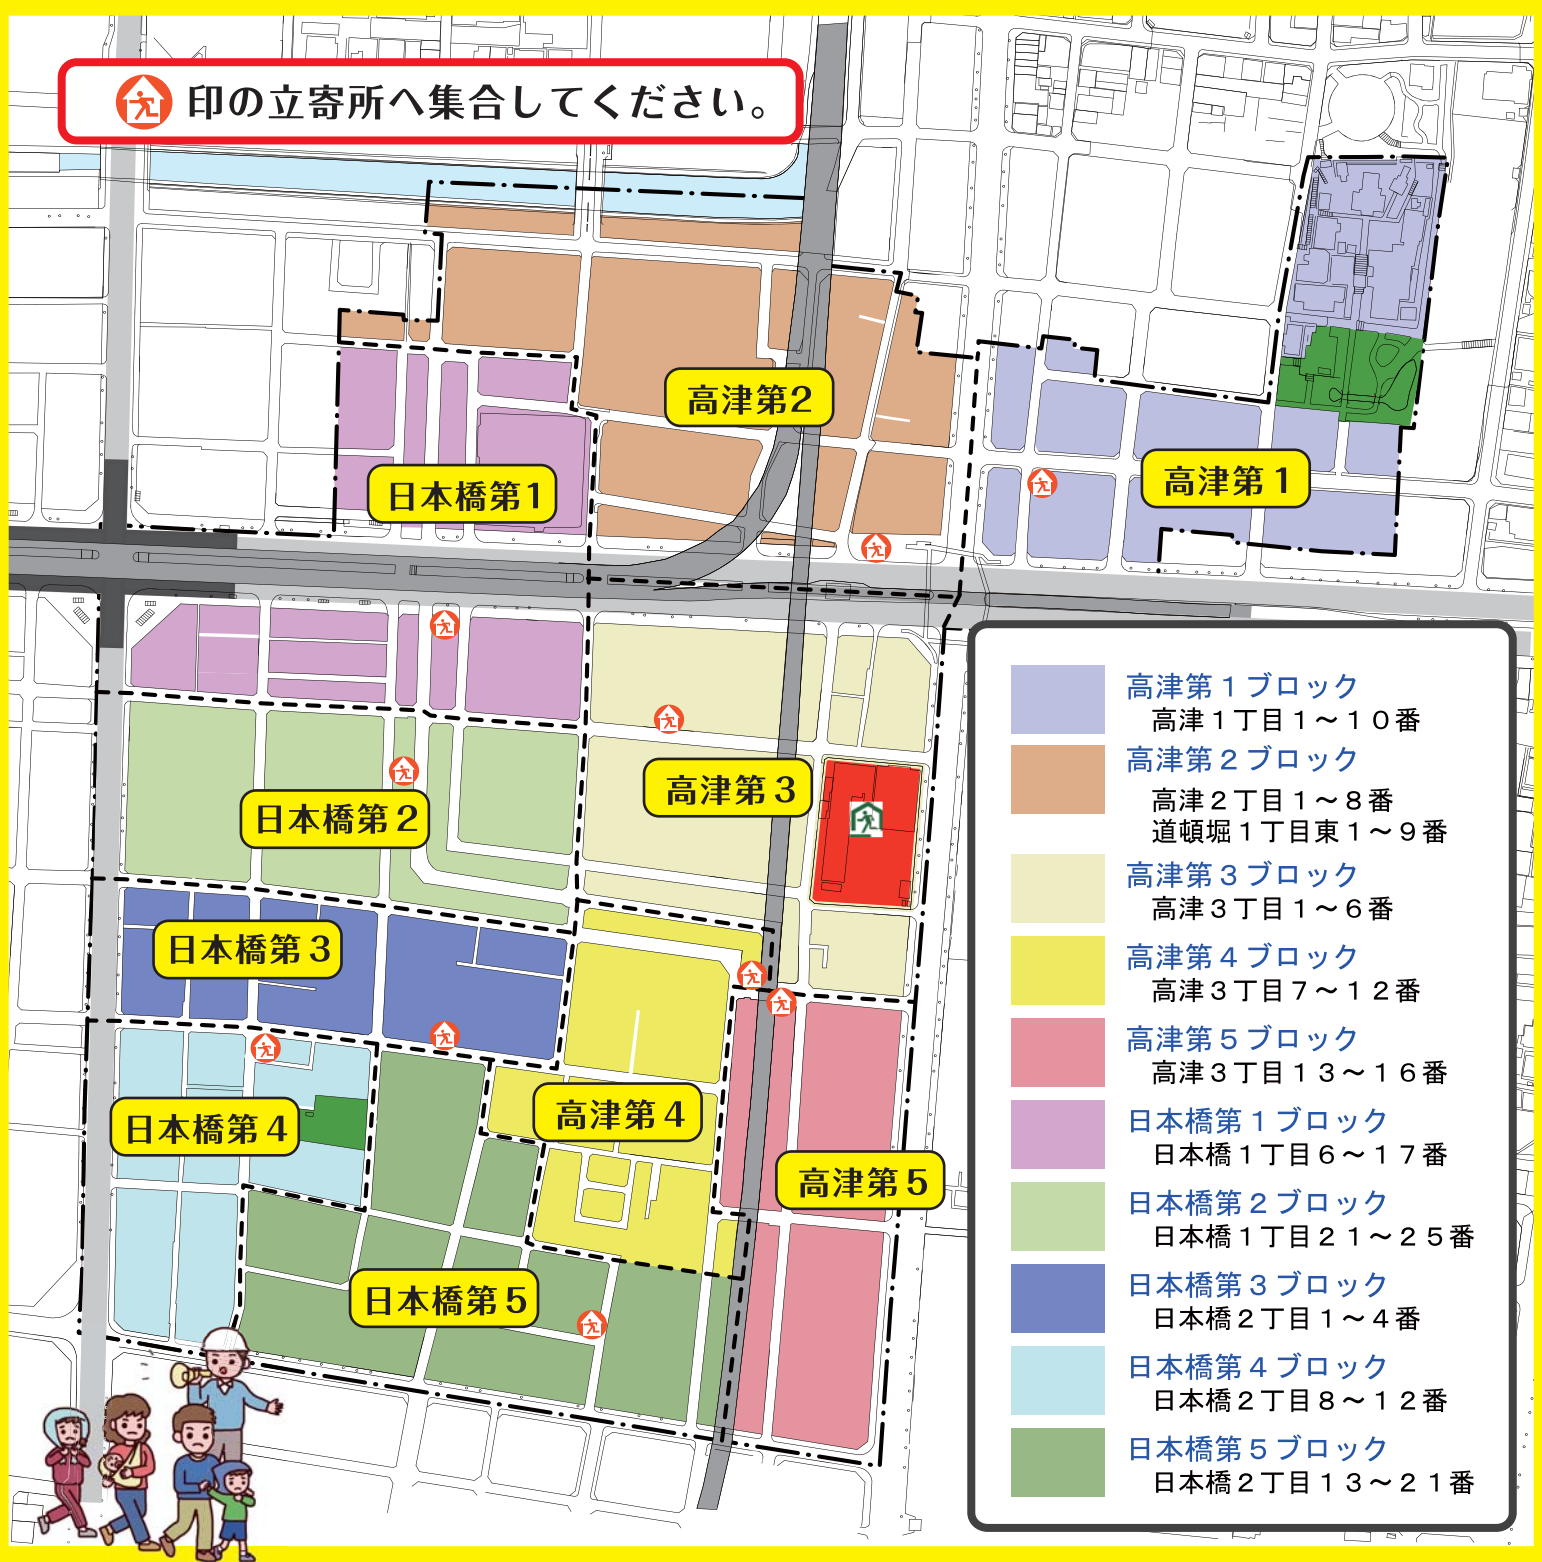 印の立寄所へ集合してください。
高津第2
高津第１
日本橋第１
高津第３
日本橋第２
日本橋第３
高津第４
日本橋第４
高津第５
日本橋第５
高津第１ブロック
高津１丁目１～１０番
高津第２ブロック
高津２丁目１～８番
道頓堀１丁目東１～９番
高津第３ブロック
高津３丁目１～６番
高津第４ブロック
高津３丁目７～１２番
高津第５ブロック
高津３丁目１３～１６番
日本橋第１ブロック
日本橋１丁目６～１７番
日本橋第２ブロック
日本橋１丁目２１～２５番
日本橋第３ブロック
日本橋２丁目１～４番
日本橋第４ブロック
日本橋２丁目８～１２番
日本橋第５ブロック
日本橋２丁目１３～２１番